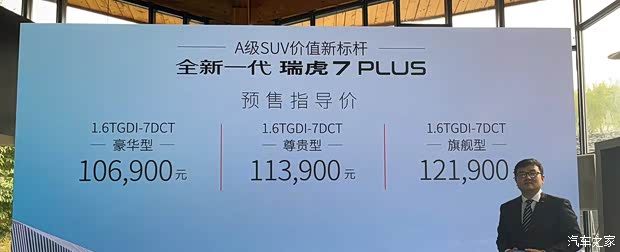 A级SUV价值新标杆
全新一代 瑞虎7 PLUS
预售指导价
1.6TGDI-7DCT 1.6TGDI-7DCT 1.6TGDI-7DCT
豪华型 尊贵型 旗舰型
106,900元 113,900元 121,900
汽车之家